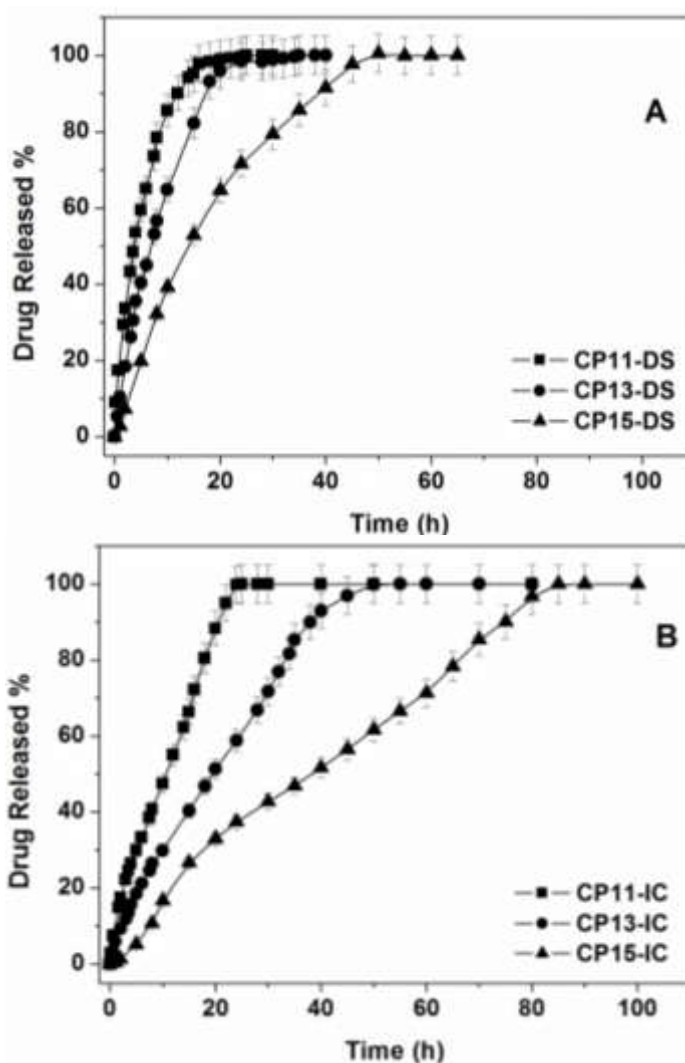 100
80
60
40
20
0
Drug Released %
A
CP11-DS
CP13-DS
CP15-DS
0 20 40 60 80 100
Time (h)
100
80
60
40
20
0
Drug Released %
B
CP11-IC
CP13-IC
CP15-IC
0 20 40 60 80 100
Time (h)